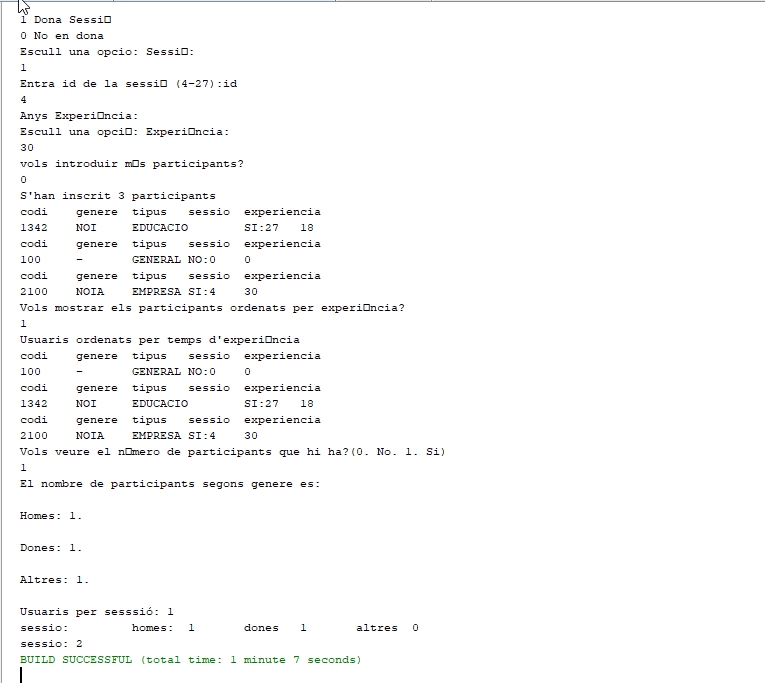 1 Dona Sessi□
0 No en dona
Escull una opcio: Sessi□:
1
Entra id de la sessi□ (4-27):id
4
Anys Experi□ncia:
Escull una opci□: Experi□ncia:
30
vols introduir m□s participants?
0
S'han inscrit 3 participants
codi genere tipus sessio experiencia
1342 NOI EDUCACIO SI:27 18
codi genere tipus sessio experiencia
100 - GENERAL NO:0 0
codi genere tipus sessio experiencia
2100 NOIA EMPRESA SI:4 30
Vols mostrar els participants ordenats per experi□ncia?
1
Usuaris ordenats per temps d'experi□ncia
codi genere tipus sessio experiencia
100 - GENERAL NO:0 0
codi genere tipus sessio experiencia
1342 NOI EDUCACIO SI:27 18
codi genere tipus sessio experiencia
2100 NOIA EMPRESA SI:4 30
Vols veure el n□mero de participants que hi ha?(0. No. 1. Si)
1
El nombre de participants segons genere es:
Homes: 1.
Dones: 1.
Altres: 1.
Usuaris per sesssió: 1
sessio: homes: 1 dones 1 altres 0
sessio: 2
BUILD SUCCESSFUL (total time: 1 minute 7 seconds)